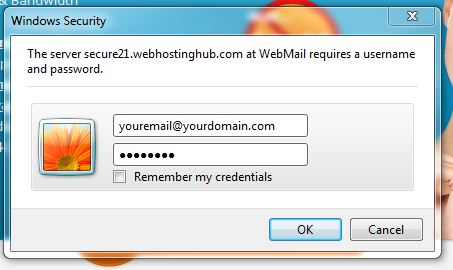 & Bandwidth
Windows Security
The server secure21.webhostinghub.com at WebMail requires a username
and password.
youremail@yourdomain.com
••••••••
Remember my credentials
OK
Cancel